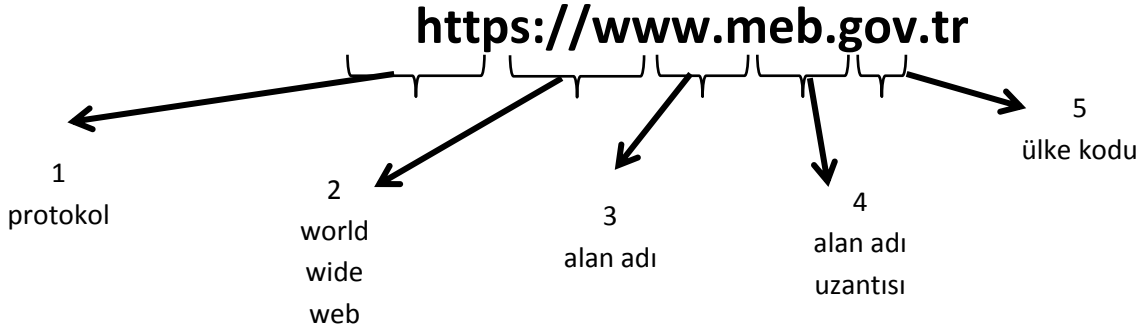 https://www.meb.gov.tr
1
protokol
2
world
wide
web
3
alan adı
4
alan adı
uzantısı
5
ülke kodu